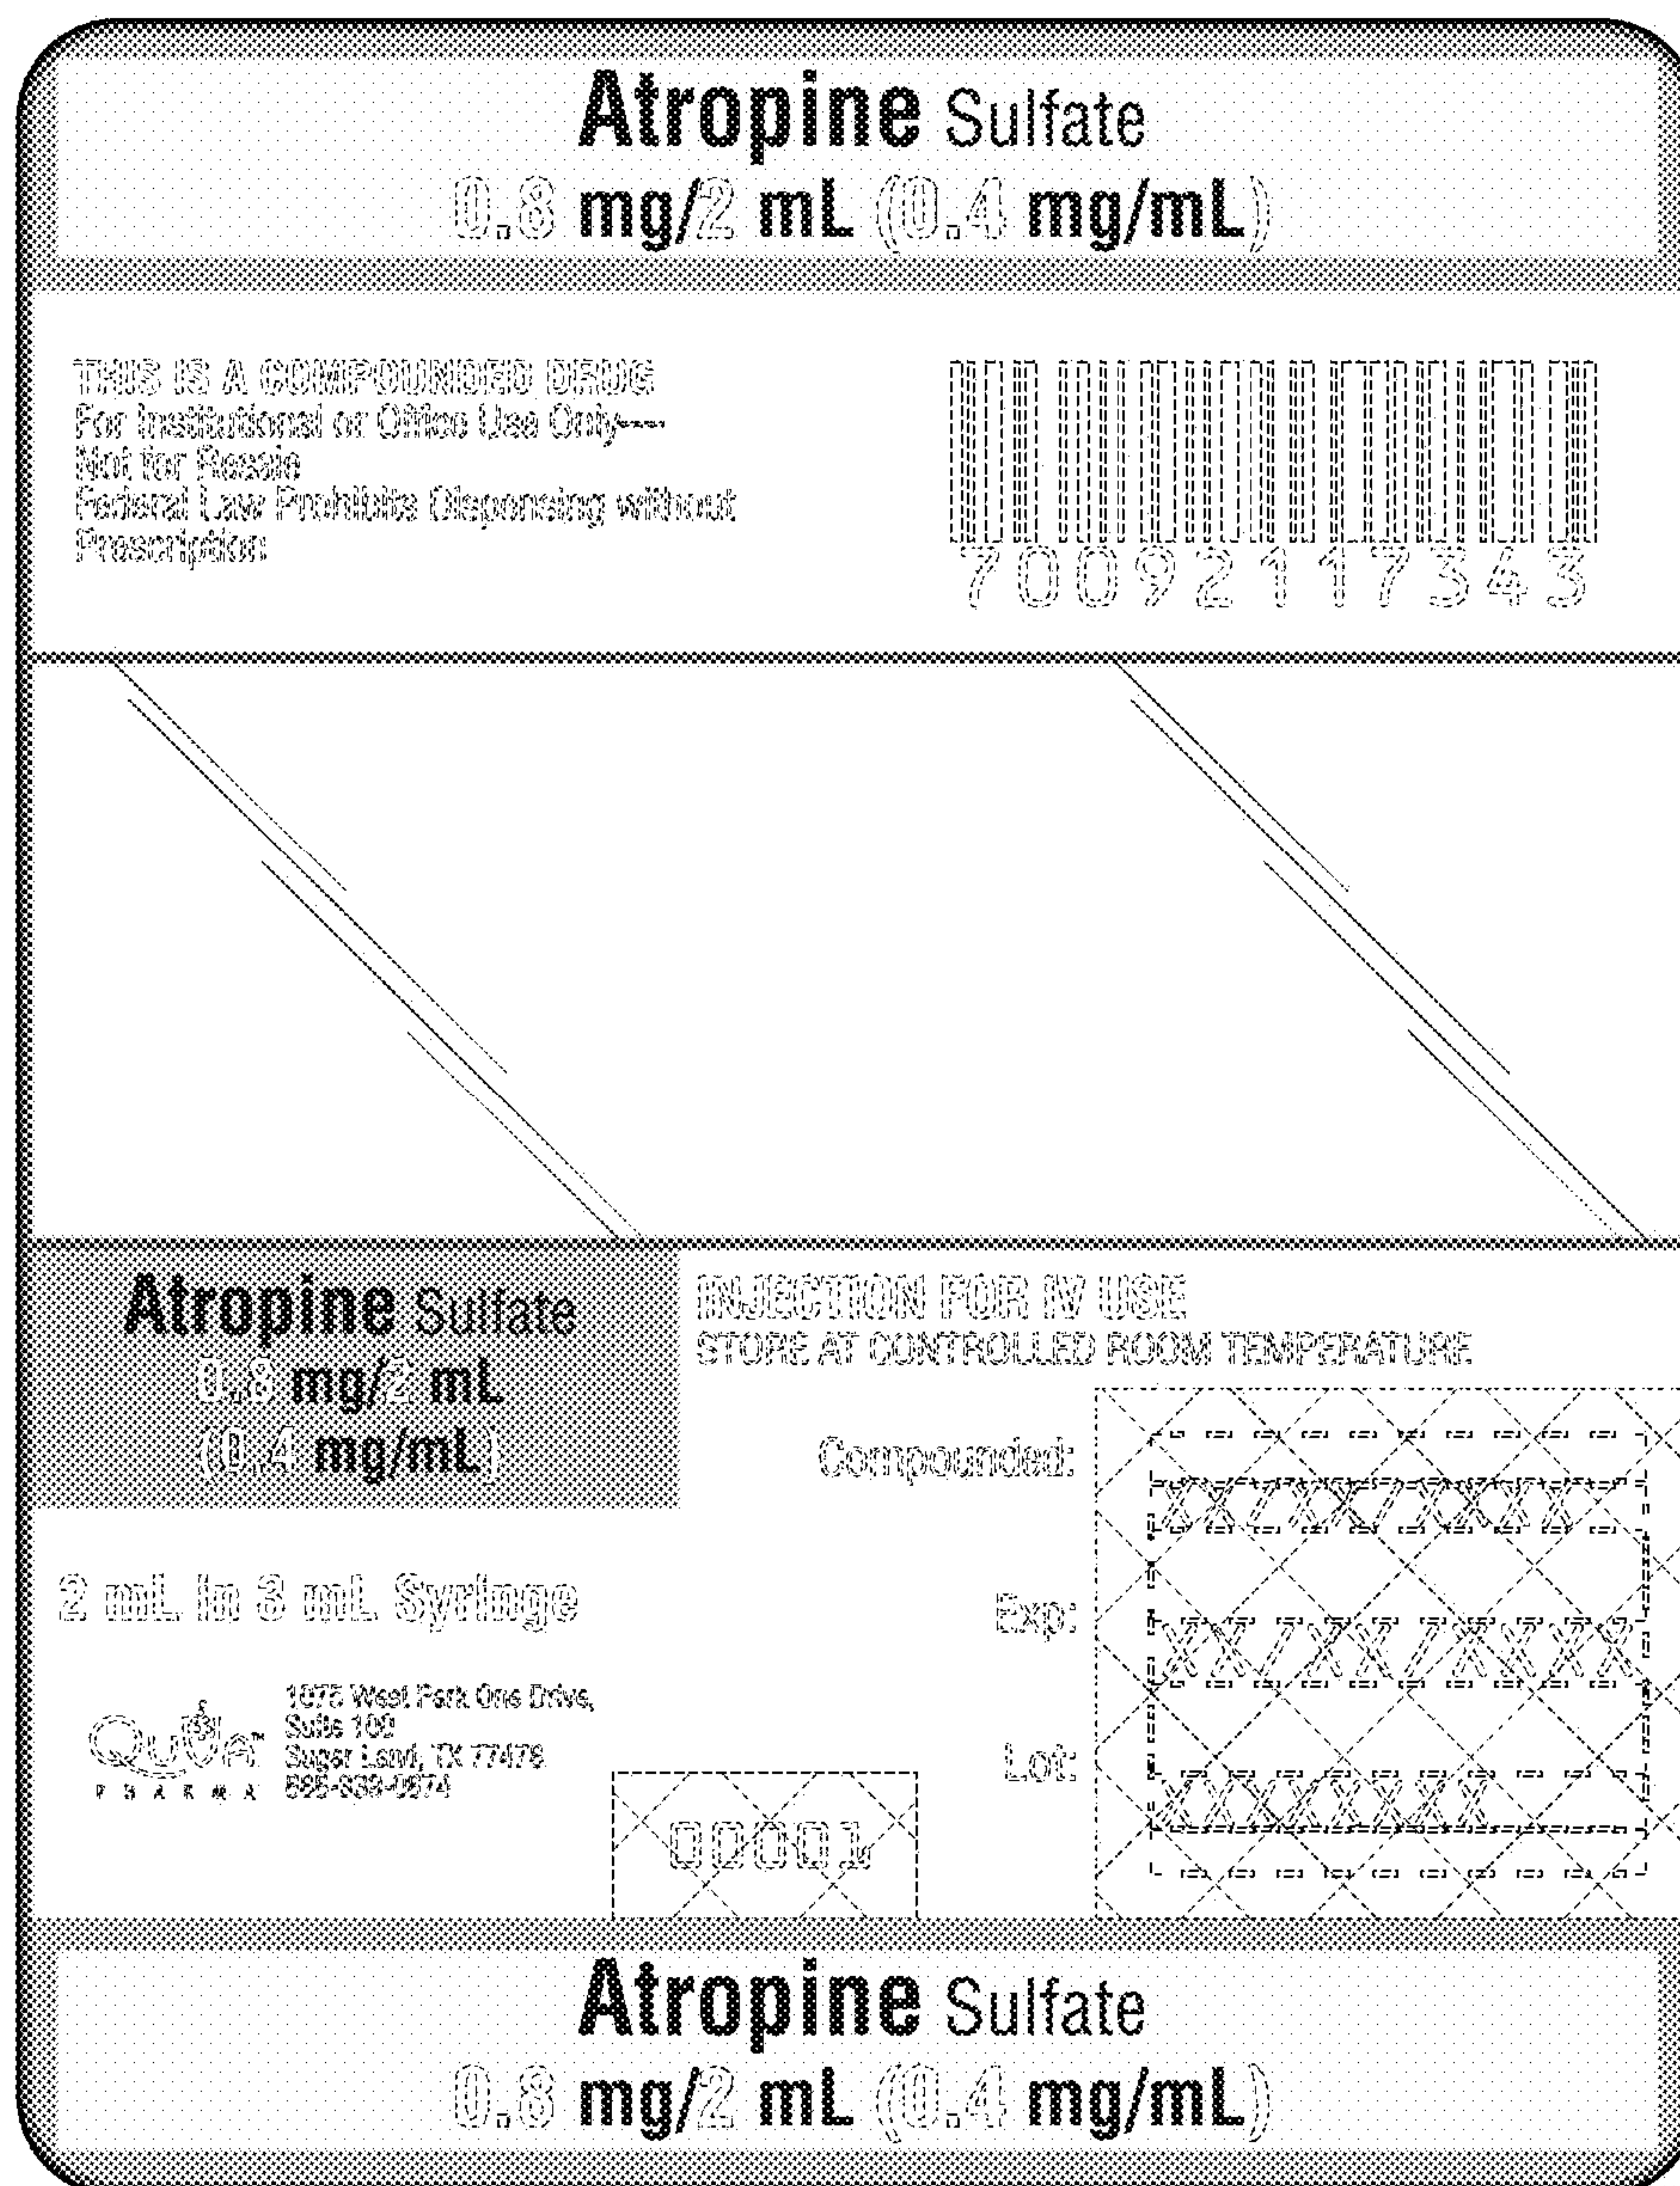 Atropine Sulfate
0.8 mg/2 mL (0.4 mg/mL)
THIS IS A COMPOUNDED DRUG
For Institutional or Office Use Only----
Not for Resale
Federal Law Prohibits Dispensing without
Prescription
70092117343
Atropine Sulfate
0.8 mg/2 mL
(0.4 mg/mL)
INJECTION FOR IV USE
STORE AT CONTROLLED ROOM TEMPERATURE
Compounded:
XX/XX/XXXX
Exp:
XX/XX/XXXX
2 mL in 3 mL Syringe
Lot:
XXXXXXX
QuVa™
PHARMA
1075 West Park One Drive,
Suite 100
Sugar Land, TX 77478
00001
Atropine Sulfate
0.8 mg/2 mL (0.4 mg/mL)